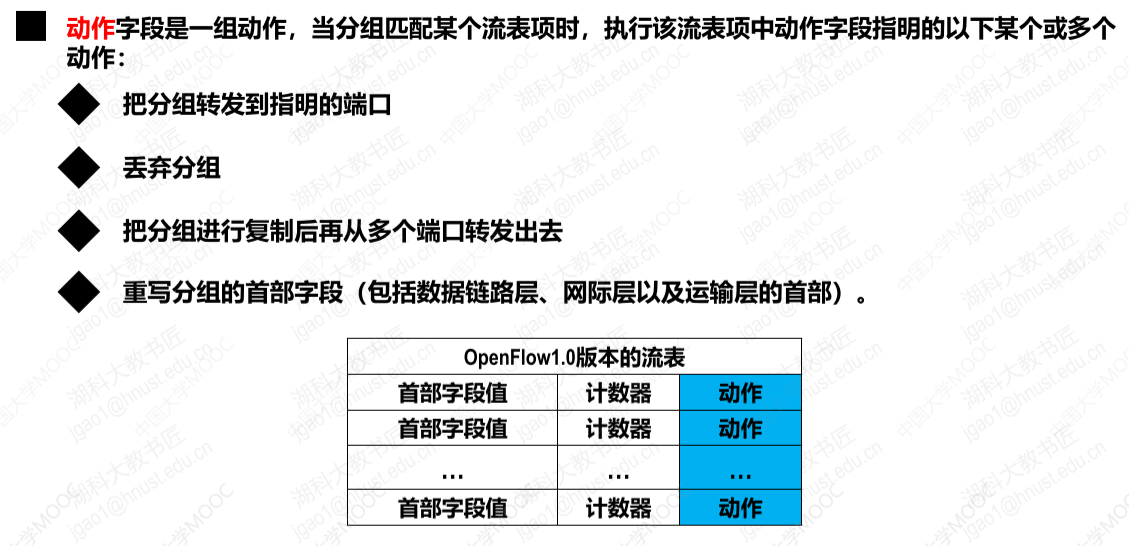 动作字段是一组动作，当分组匹配某个流表项时，执行该流表项中动作字段指明的以下某个或多个
动作：
把分组转发到指明的端口
丢弃分组
把分组进行复制后再从多个端口转发出去
重写分组的首部字段（包括数据链路层、网际层以及运输层的首部）。
OpenFlow1.0版本的流表
首部字段值 计数器 动作
首部字段值 计数器 动作
... ... ...
首部字段值 计数器 动作
中国大学MOOC
湖科大教书匠
jgao1@hnust.edu.cn